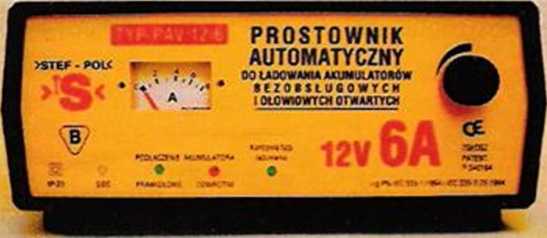 TYP PAV-12-6
>STEF - POL<
>S<
A
B
PROSTOWNIK
AUTOMATYCZNY
DO ŁADOWANIA AKUMULATORÓW
BEZOBSŁUGOWYCH
I OŁOWIOWYCH OTWARTYCH
12V 6A
CE
PODŁĄCZENIE AKUMULATORA
PRAWIDŁOWE
PATENT